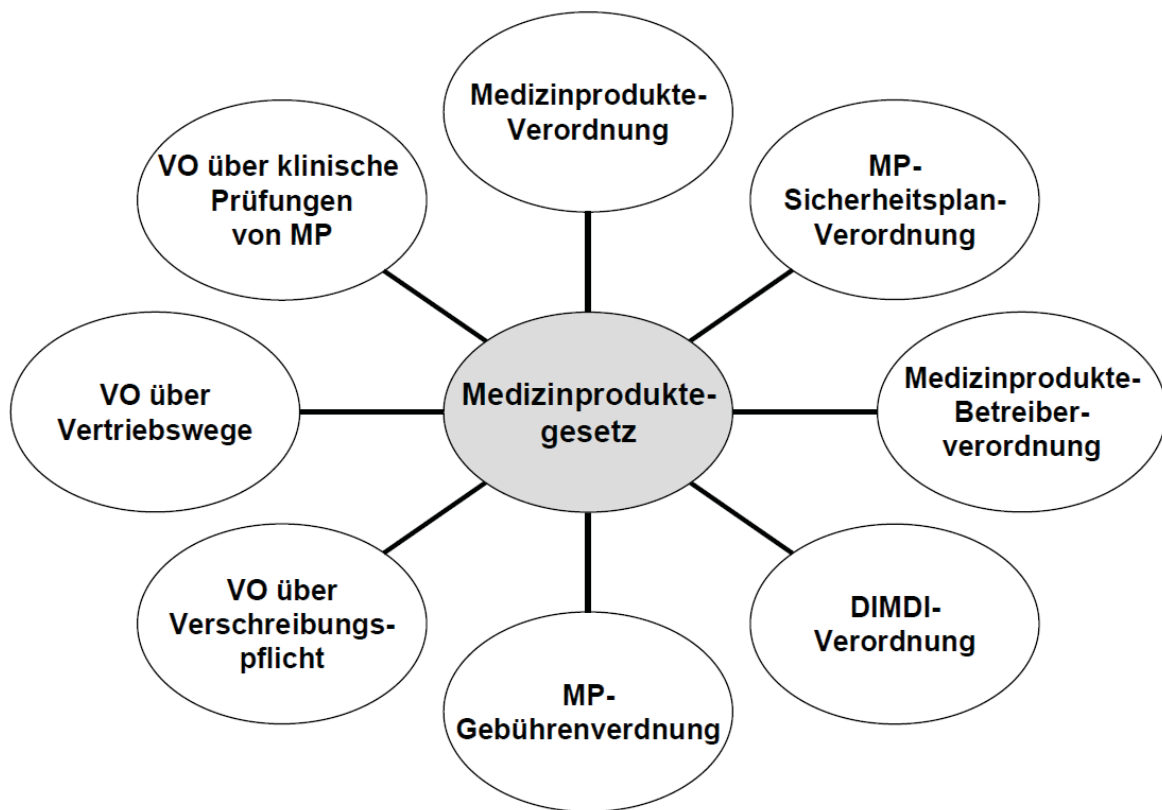 Medizinprodukte-
Verordnung
VO über klinische
Prüfungen
von MP
MP-
Sicherheitsplan-
Verordnung
VO über
Vertriebswege
Medizinprodukte-
gesetz
Medizinprodukte-
Betreiber-
verordnung
VO über
Verschreibungs-
pflicht
DIMDI-
Verordnung
MP-
Gebührenverdnung